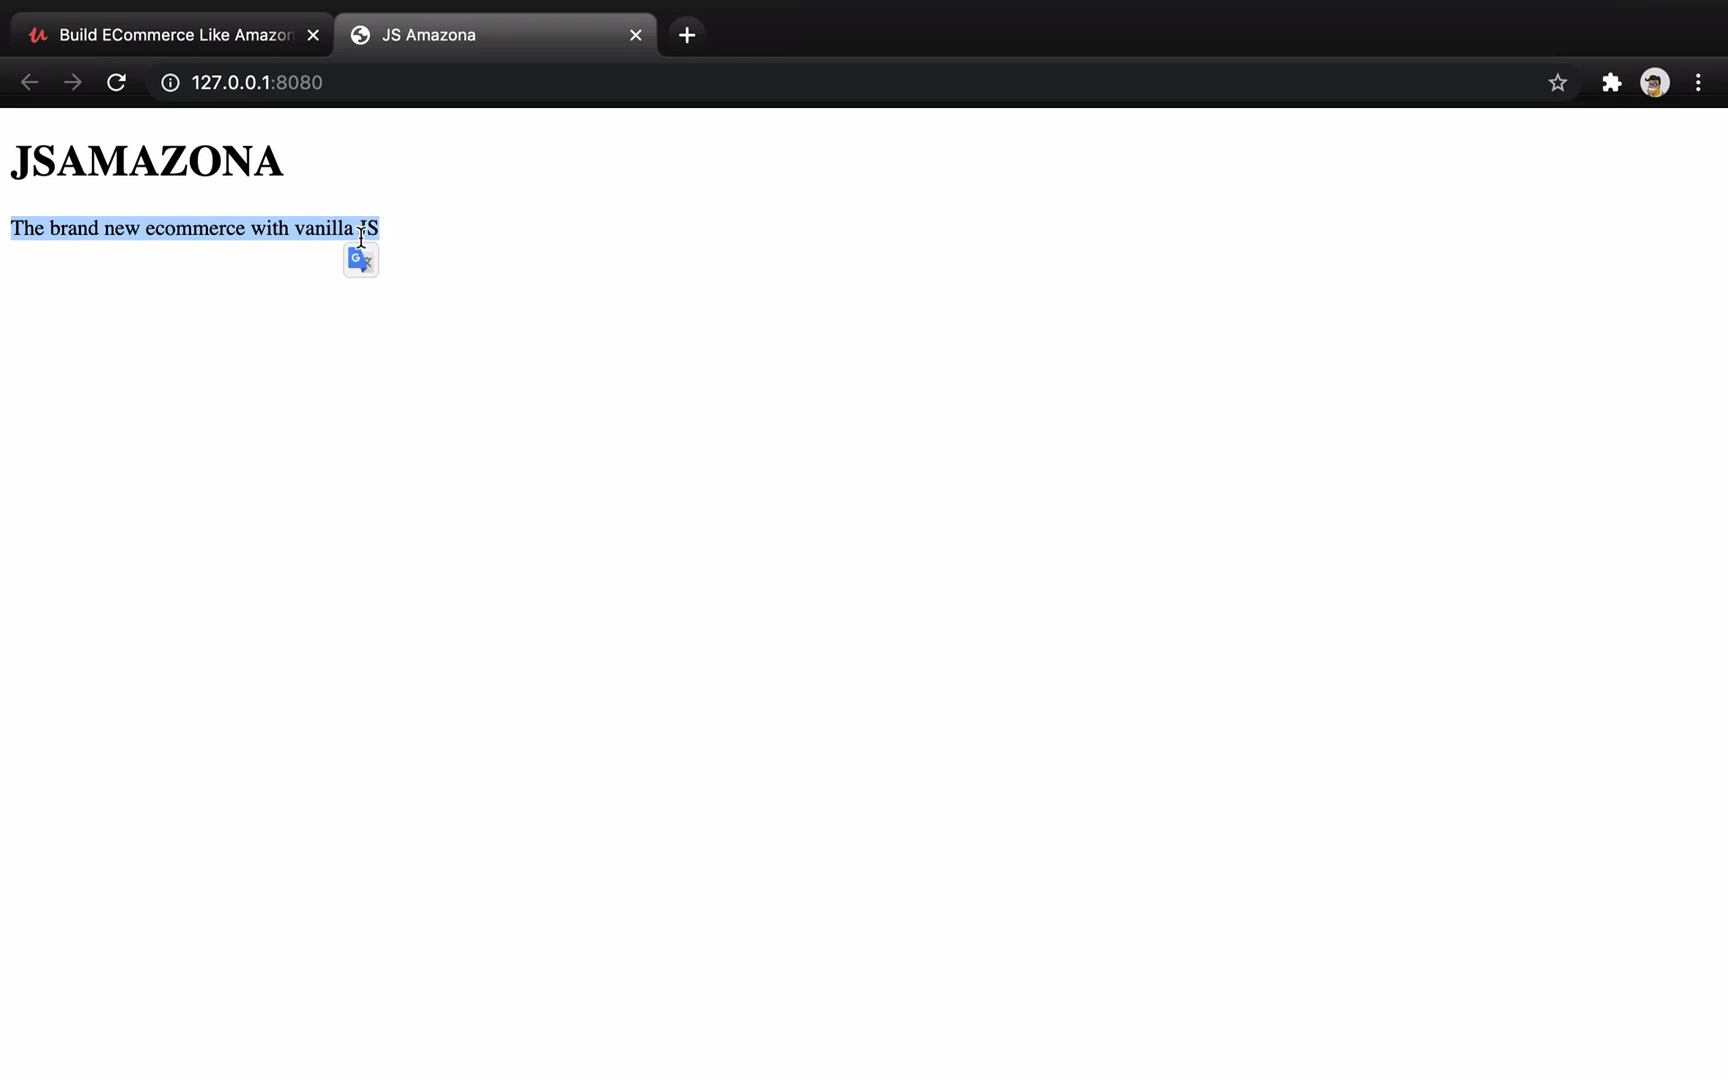 Build ECommerce Like Amazon
JS Amazona
127.0.0.1:8080
JSAMAZONA
The brand new ecommerce with vanilla JS